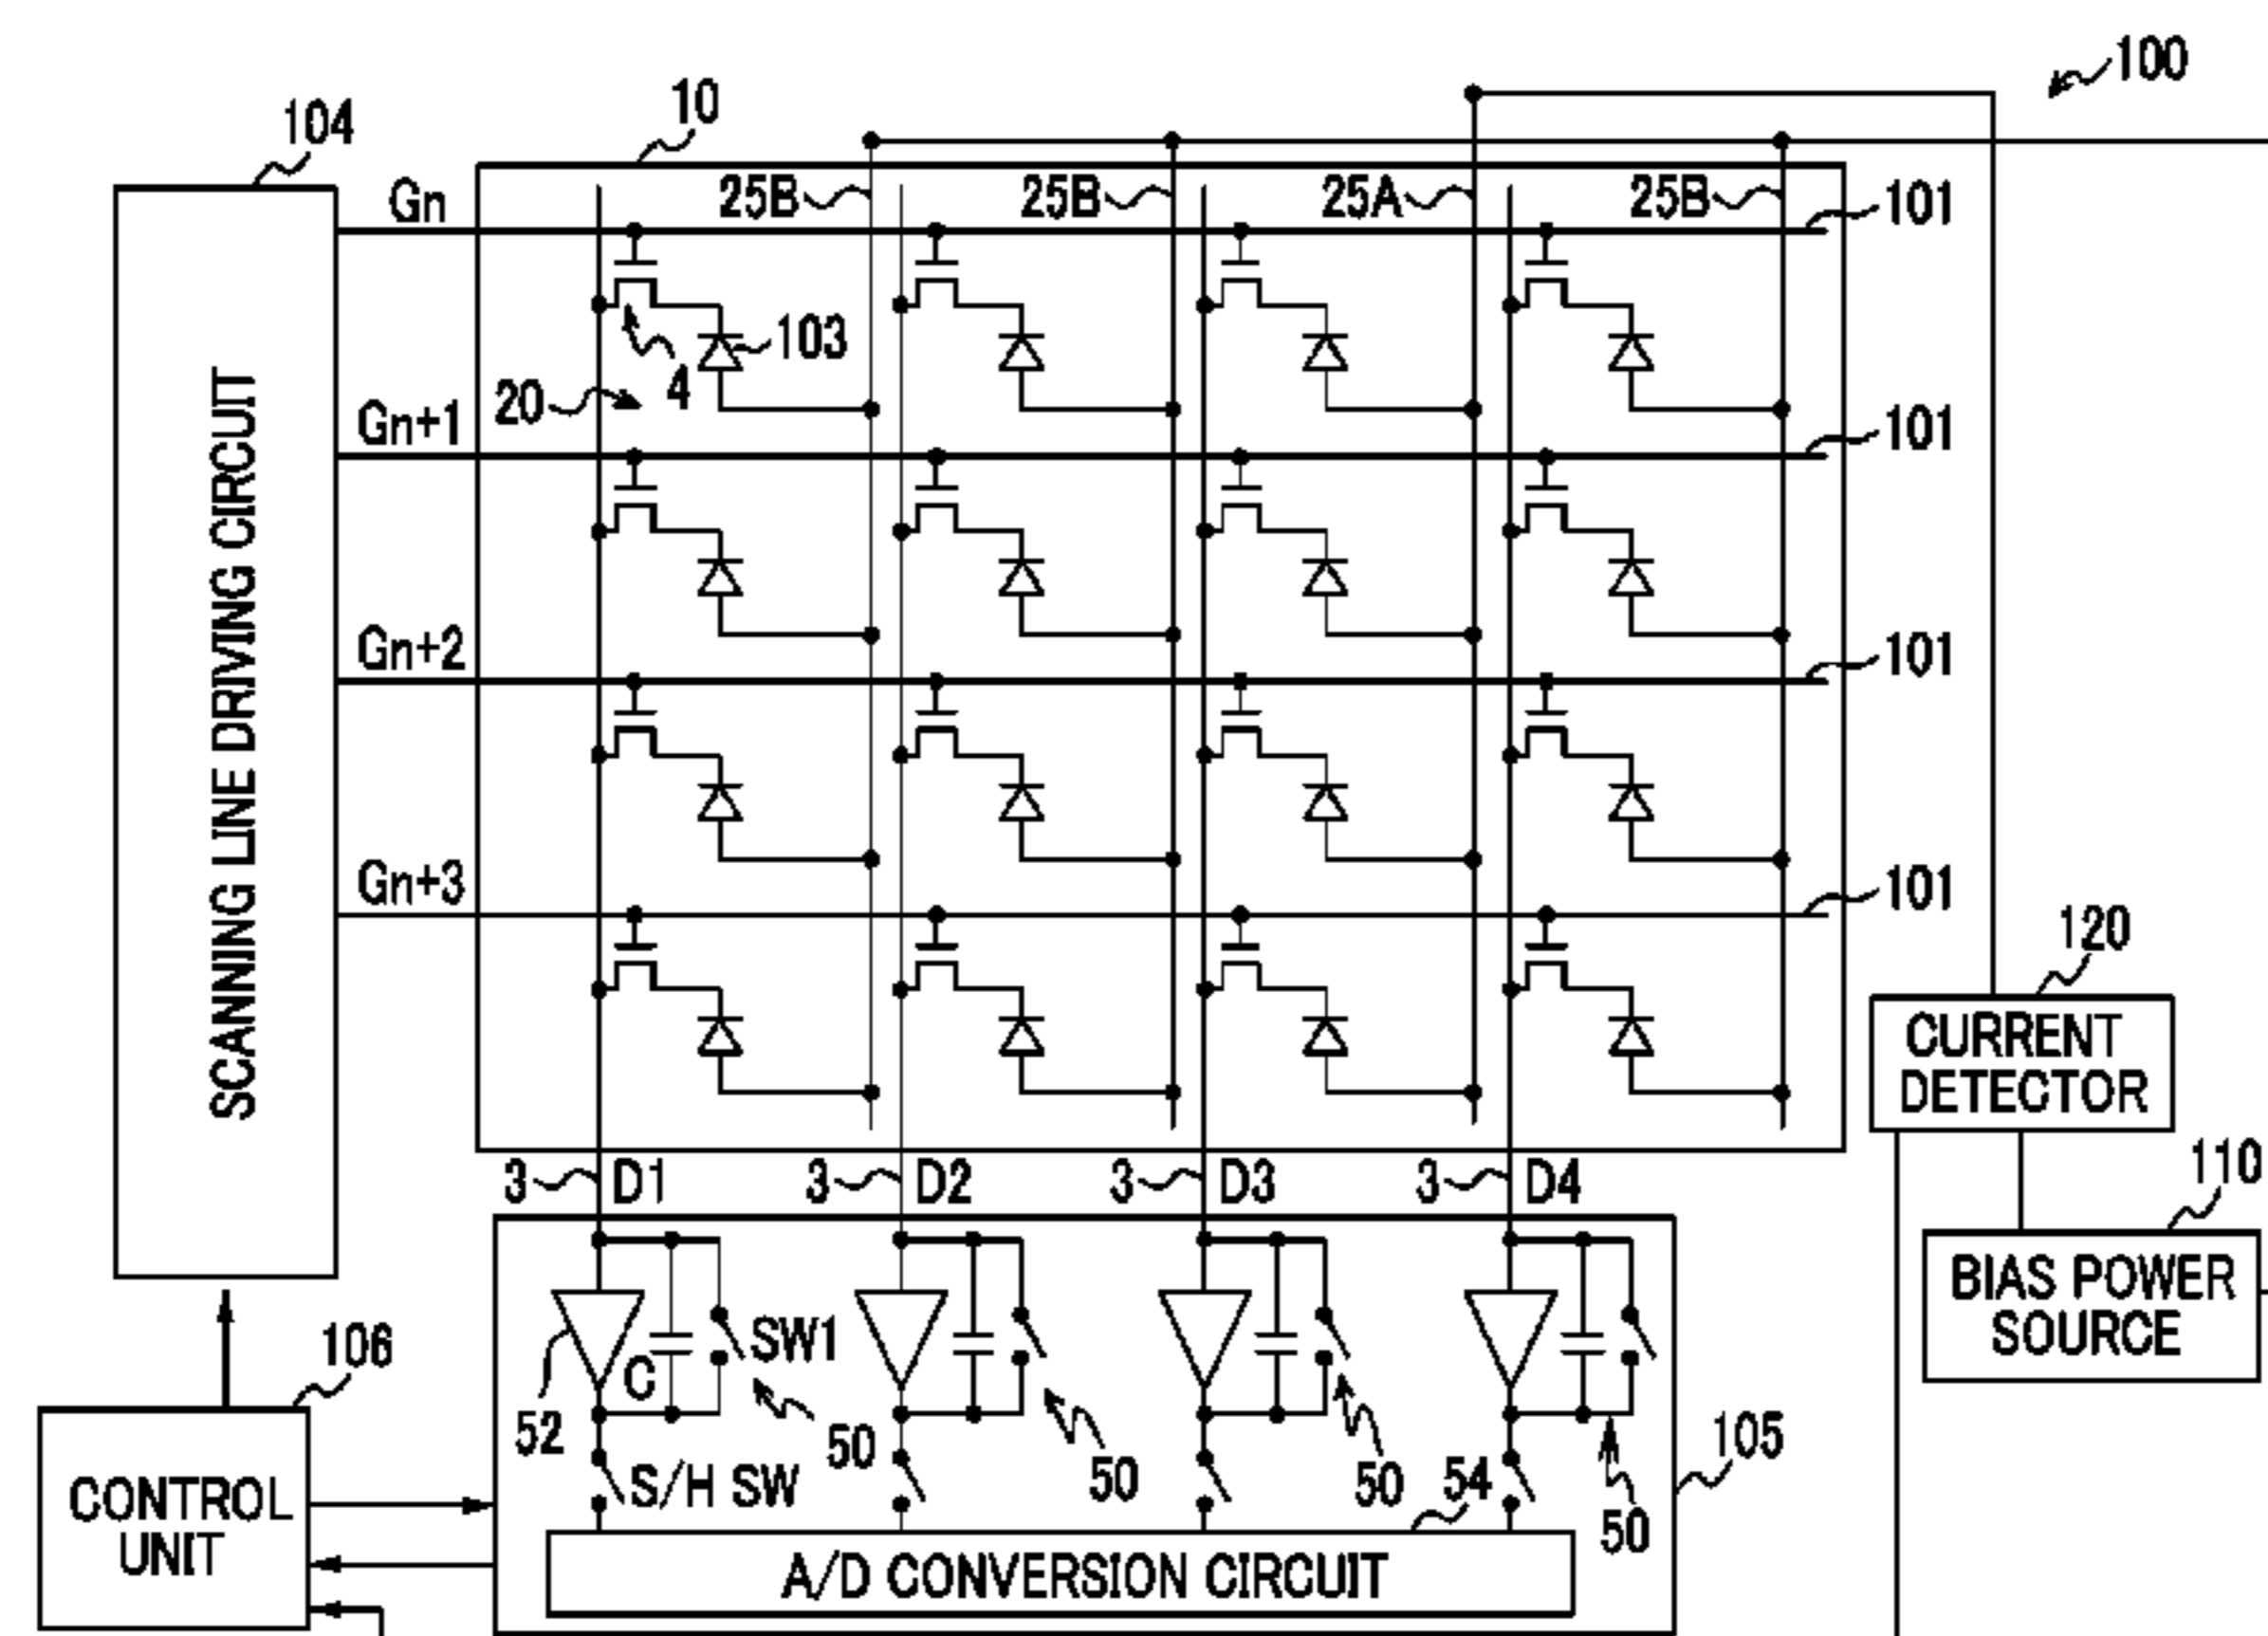 100
10
104
Gn
25B
25B
25A
25B
101
103
4
20
Gn+1
101
SCANNING LINE DRIVING CIRCUIT
Gn+2
101
Gn+3
101
120
CURRENT
DETECTOR
3
D1
3
D2
3
D3
3
D4
110
BIAS POWER
SOURCE
SW1
C
106
52
50
50
50
50
105
S/H SW
54
CONTROL
UNIT
A/D CONVERSION CIRCUIT